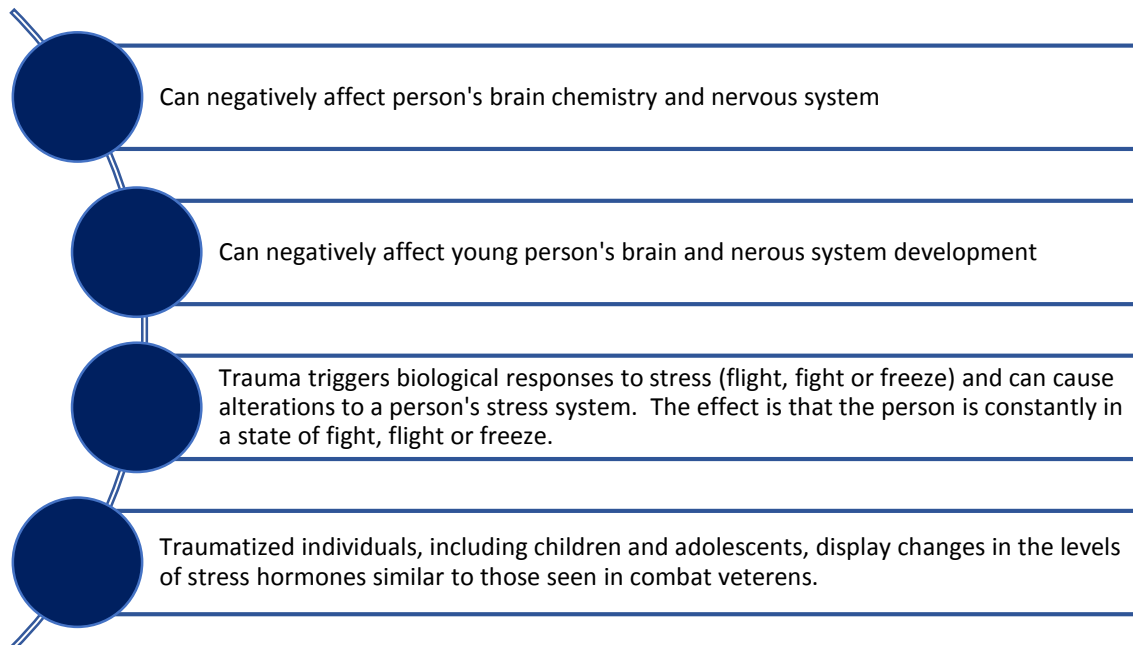 Can negatively affect person's brain chemistry and nervous system
Can negatively affect young person's brain and nerous system development
Trauma triggers biological responses to stress (flight, fight or freeze) and can cause
alterations to a person's stress system.  The effect is that the person is constantly in
a state of fight, flight or freeze.
Traumatized individuals, including children and adolescents, display changes in the levels
of stress hormones similar to those seen in combat veterens.